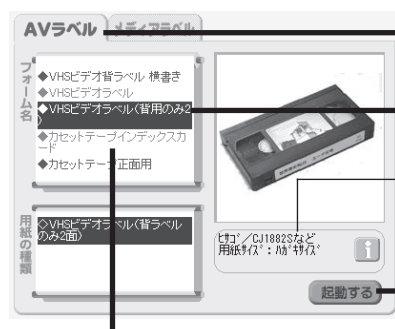 AVラベル メディアラベル
フォーム名
◆VHSビデオ背ラベル 横書き
◆VHSビデオラベル
◆VHSビデオラベル(背用のみ2
)
◆カセットテープインデックスカ
ード
◆カセットテープ正面用
用紙の種類
◇VHSビデオラベル(背ラベル
のみ2面)
ﾋｻｺﾞ/CJ1882Sなど
用紙ｻｲｽﾞ:ﾊｶﾞｷｻｲｽﾞ
i
起動する